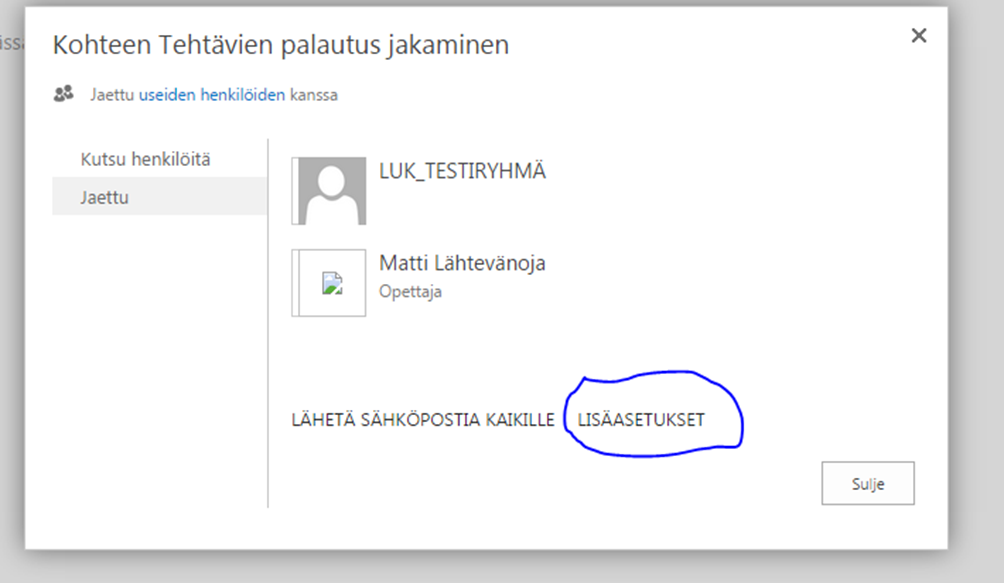 Kohteen Tehtävien palautus jakaminen
Jaettu useiden henkilöiden kanssa
Kutsu henkilöitä
Jaettu
LUK_TESTIRYHMÄ
Matti Lähtevänoja
Opettaja
LÄHETÄ SÄHKÖPOSTIA KAIKILLE LISÄASETUKSET
Sulje